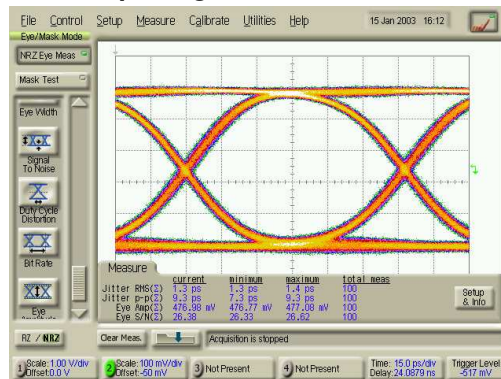 File Control Setup Measure Calibrate Utilities Help 15 Jan 2003 16:12
Eye/Mask Mode
NRZ Eye Meas
Mask Test
Eye Width
Signal
To Noise
Duty Cycle
Distortion
Bit Rate
Eye
Measure
current minimum maximum total meas
Jitter RMS(Σ) 1.3 ps 1.3 ps 1.4 ps 100
Jitter p-p(Σ) 9.3 ps 7.3 ps 9.3 ps 100
Eye Amp(Σ) 476.98 mV 476.77 mV 477.08 mV 100
Eye S/N(Σ) 26.38 26.33 26.62 100
Setup
& Info
RZ / NRZ
Clear Meas.
Acquisition is stopped
1 Scale:1.00 V/div
Offset:0.0 V
2 Scale:100 mV/div
Offset:-50 mV
3 Not Present
4 Not Present
Time: 15.0 ps/div
Delay:24.0879 ns
Trigger Level
-517 mV